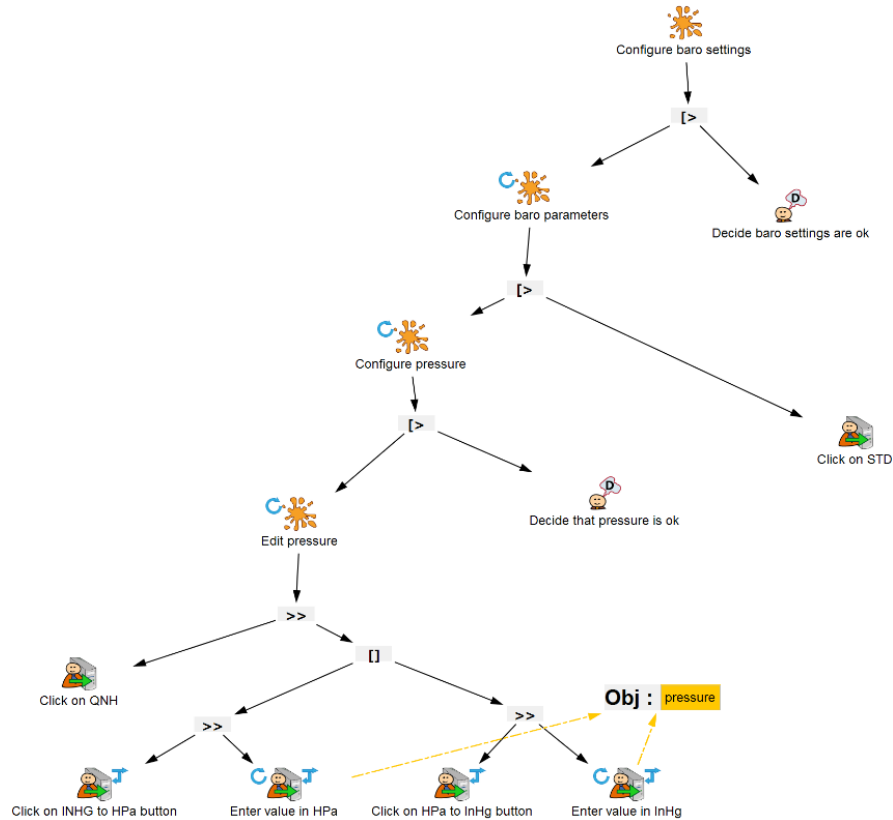 Configure baro settings
[>
Configure baro parameters
D
Decide baro settings are ok
[>
Configure pressure
[>
Click on STD
Edit pressure
D
Decide that pressure is ok
>>
[]
Click on QNH
Obj : pressure
>>
>>
Click on INHG to HPa button
Enter value in HPa
Click on HPa to InHg button
Enter value in InHg